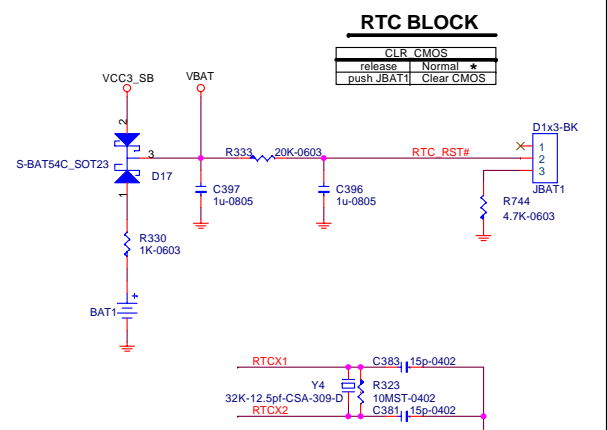 RTC BLOCK
CLR CMOS
release Normal *
push JBAT1 Clear CMOS
VCC3_SB
VBAT
2
3
S-BAT54C_SOT23
D17
1
R333 20K-0603
RTC_RST#
D1x3-BK
1
2
3
JBAT1
C397
1u-0805
C396
1u-0805
R744
4.7K-0603
R330
1K-0603
+
BAT1
RTCX1
C383 15p-0402
Y4
32K-12.5pf-CSA-309-D
R323
10MST-0402
RTCX2
C381 15p-0402